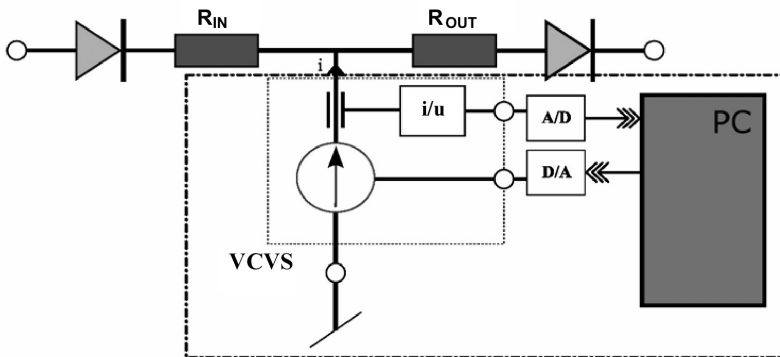 RIN
ROUT
i
i/u
A/D
PC
D/A
VCVS